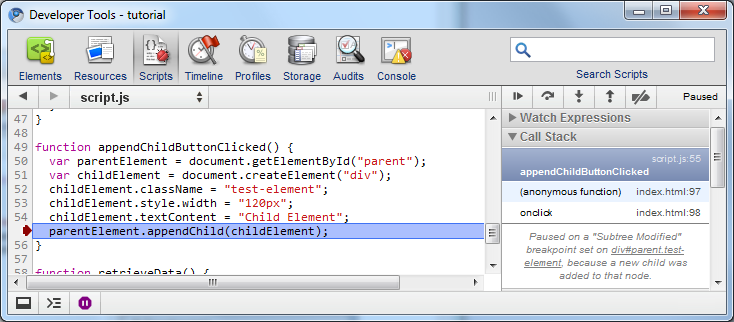 Developer Tools - tutorial
Elements Resources Scripts Timeline Profiles Storage Audits Console
Search Scripts
script.js
Paused
47 }
48
49 function appendChildButtonClicked() {
50 var parentElement = document.getElementById("parent");
51 var childElement = document.createElement("div");
52 childElement.className = "test-element";
53 childElement.style.width = "120px";
54 childElement.textContent = "Child Element";
parentElement.appendChild(childElement);
56 }
57
58 function retrieveData() {
Watch Expressions
Call Stack
script.js:55
appendChildButtonClicked
(anonymous function) index.html:97
onclick index.html:98
Paused on a "Subtree Modified"
breakpoint set on div#parent.test-
element, because a new child was
added to that node.